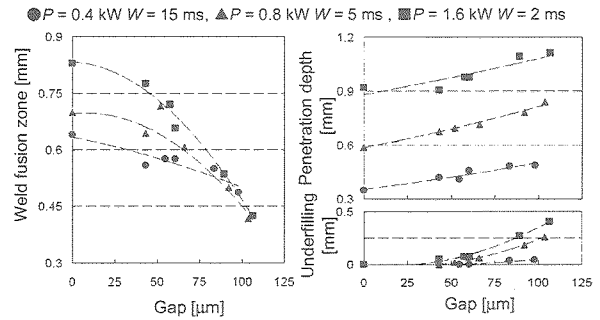 P = 0.4 kW W = 15 ms, P = 0.8 kW W = 5 ms, P = 1.6 kW W = 2 ms
Weld fusion zone [mm]
0.9
0.75
0.6
0.45
0.3
0 25 50 75 100 125
Gap [µm]
Penetration depth [mm]
1.2
0.9
0.6
0.3
Underfilling [mm]
0.5
0
0 25 50 75 100 125
Gap [µm]